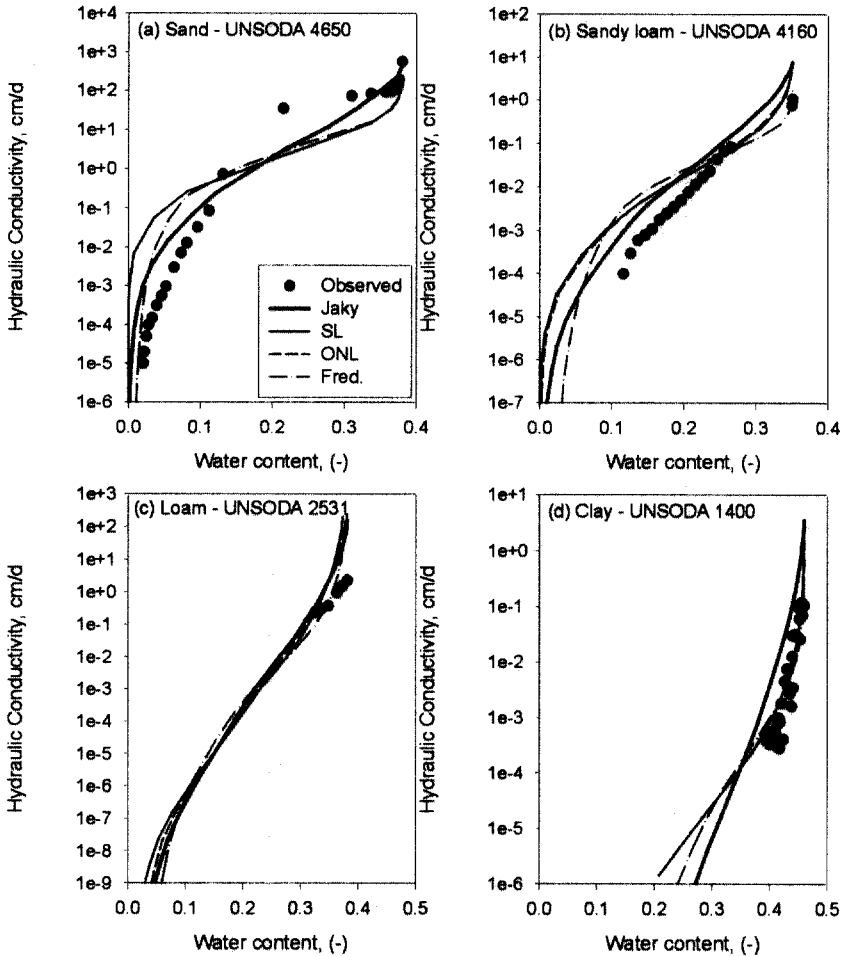 (a) Sand - UNSODA 4650
Hydraulic Conductivity, cm/d
1e+4
1e+3
1e+2
1e+1
1e+0
1e-1
1e-2
1e-3
1e-4
1e-5
1e-6
Observed
Jaky
SL
ONL
Fred.
0.0 0.1 0.2 0.3 0.4
Water content, (-)
(b) Sandy loam - UNSODA 4160
Hydraulic Conductivity, cm/d
1e+2
1e+1
1e+0
1e-1
1e-2
1e-3
1e-4
1e-5
1e-6
1e-7
0.0 0.1 0.2 0.3 0.4
Water content, (-)
(c) Loam - UNSODA 2531
Hydraulic Conductivity, cm/d
1e+3
1e+2
1e+1
1e+0
1e-1
1e-2
1e-3
1e-4
1e-5
1e-6
1e-7
1e-8
1e-9
0.0 0.1 0.2 0.3 0.4 0.5
Water content, (-)
(d) Clay - UNSODA 1400
Hydraulic Conductivity, cm/d
1e+1
1e+0
1e-1
1e-2
1e-3
1e-4
1e-5
1e-6
0.0 0.1 0.2 0.3 0.4 0.5
Water content, (-)